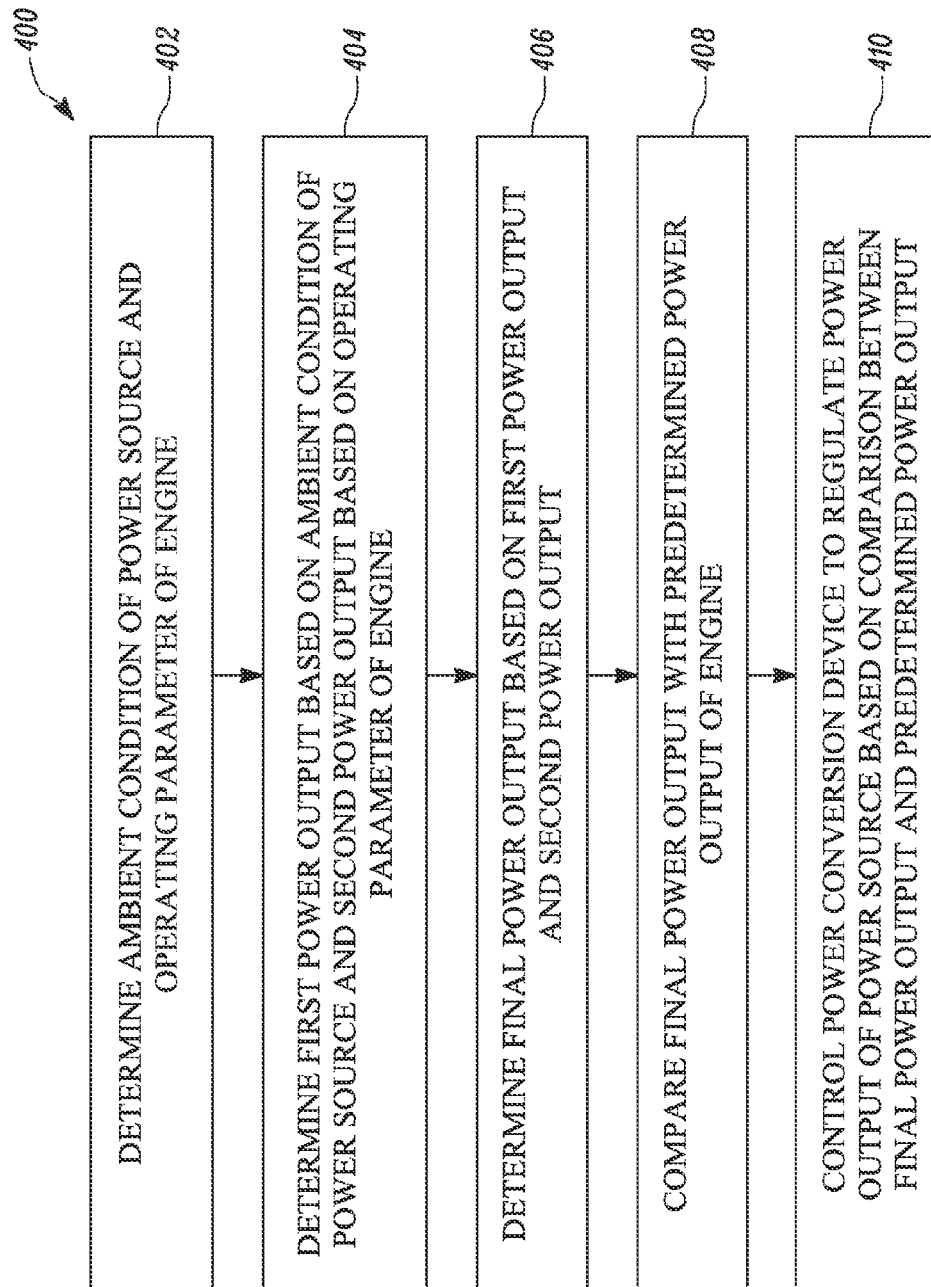 400
DETERMINE AMBIENT CONDITION OF POWER SOURCE AND
OPERATING PARAMETER OF ENGINE
402
DETERMINE FIRST POWER OUTPUT BASED ON AMBIENT CONDITION OF
POWER SOURCE AND SECOND POWER OUTPUT BASED ON OPERATING
PARAMETER OF ENGINE
404
DETERMINE FINAL POWER OUTPUT BASED ON FIRST POWER OUTPUT
AND SECOND POWER OUTPUT
406
COMPARE FINAL POWER OUTPUT WITH PREDETERMINED POWER
OUTPUT OF ENGINE
408
CONTROL POWER CONVERSION DEVICE TO REGULATE POWER
OUTPUT OF POWER SOURCE BASED ON COMPARISON BETWEEN
FINAL POWER OUTPUT AND PREDETERMINED POWER OUTPUT
410